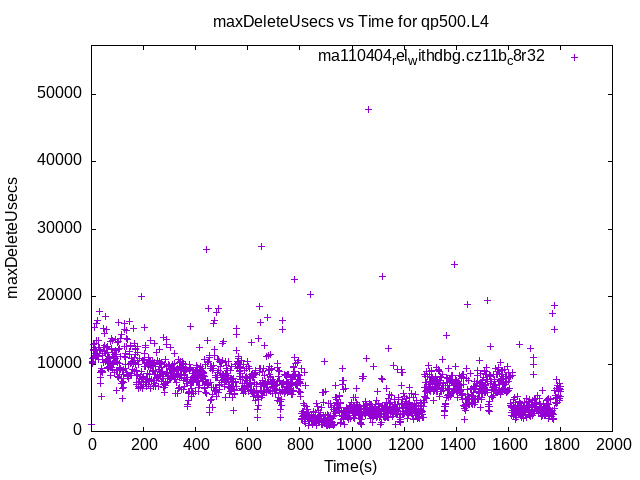 maxDeleteUsecs vs Time for qp500.L4
ma110404relwithdbg.cz11bc8r32
maxDeleteUsecs
50000
40000
30000
20000
10000
0
0 200 400 600 800 1000 1200 1400 1600 1800 2000
Time(s)